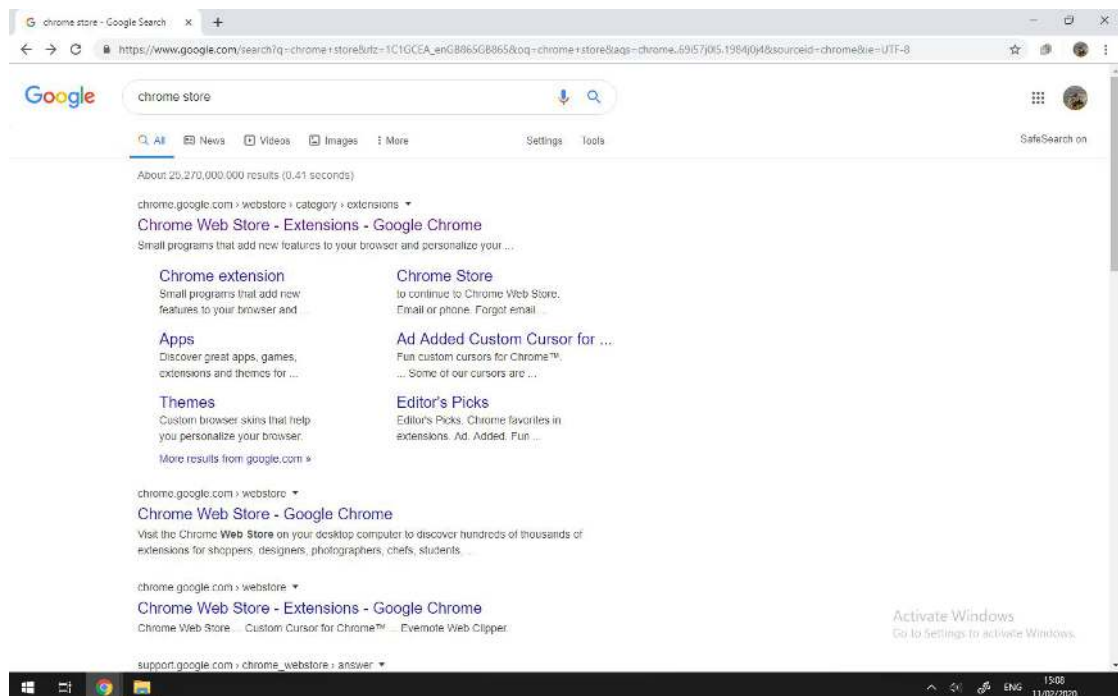 chrome store - Google Search
https://www.google.com/search?q=chrome+store&rlz=1C1GCEA_enGB865GB865&oq=chrome+store&aqs=chrome..69i57j0l5.1984j0j4&sourceid=chrome&ie=UTF-8
Google
chrome store
All News Videos Images More Settings Tools
SafeSearch on
About 25,270,000,000 results (0.41 seconds)
chrome.google.com › webstore › category › extensions
Chrome Web Store - Extensions - Google Chrome
Small programs that add new features to your browser and personalize your ...
Chrome extension
Small programs that add new
features to your browser and ...
Chrome Store
to continue to Chrome Web Store.
Email or phone. Forgot email ...
Apps
Discover great apps, games,
extensions and themes for ...
Ad Added Custom Cursor for ...
Fun custom cursors for Chrome™.
... Some of our cursors are ...
Themes
Custom browser skins that help
you personalize your browser.
Editor's Picks
Editor's Picks. Chrome favorites in
extensions. Ad. Added. Fun ...
More results from google.com »
chrome.google.com › webstore
Chrome Web Store - Google Chrome
Visit the Chrome Web Store on your desktop computer to discover hundreds of thousands of
extensions for shoppers, designers, photographers, chefs, students ...
chrome.google.com › webstore
Chrome Web Store - Extensions - Google Chrome
Chrome Web Store ... Custom Cursor for Chrome™ ... Evernote Web Clipper.
support.google.com › chrome_webstore › answer
Activate Windows
Go to Settings to activate Windows.
ENG
15:08
11/02/2020